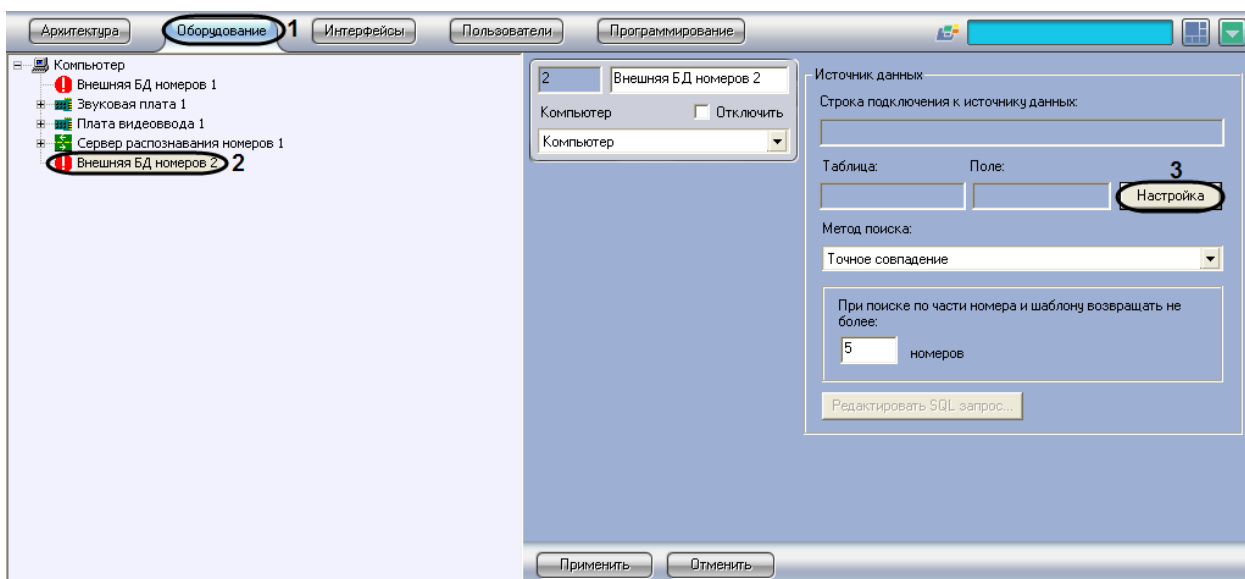 Архитектура Оборудование 1 Интерфейсы Пользователи Программирование
Компьютер
Внешняя БД номеров 1
Звуковая плата 1
Плата видеоввода 1
Сервер распознавания номеров 1
Внешняя БД номеров 2 2
2 Внешняя БД номеров 2
Компьютер Отключить
Компьютер
Источник данных
Строка подключения к источнику данных:
Таблица: Поле: 3
Настройка
Метод поиска:
Точное совпадение
При поиске по части номера и шаблону возвращать не
более:
5 номеров
Редактировать SQL запрос...
Применить Отменить